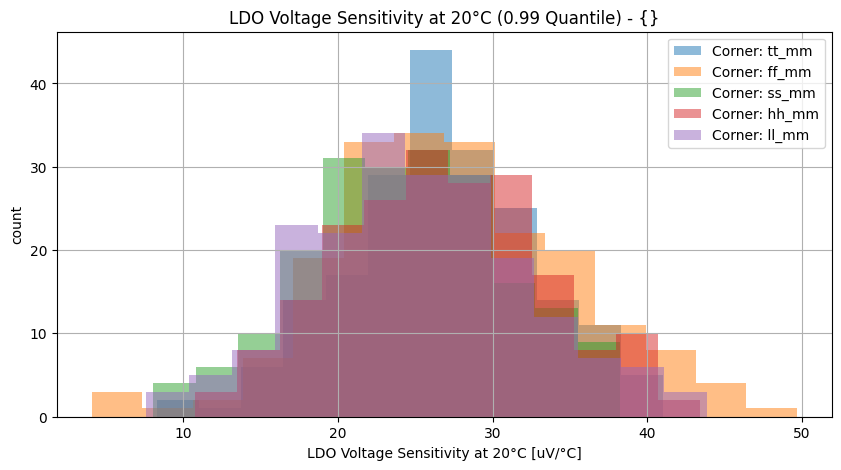 LDO Voltage Sensitivity at 20°C (0.99 Quantile) - {}
Corner: tt_mm
Corner: ff_mm
Corner: ss_mm
Corner: hh_mm
Corner: ll_mm
count
40
30
20
10
0
10 20 30 40 50
LDO Voltage Sensitivity at 20°C [uV/°C]